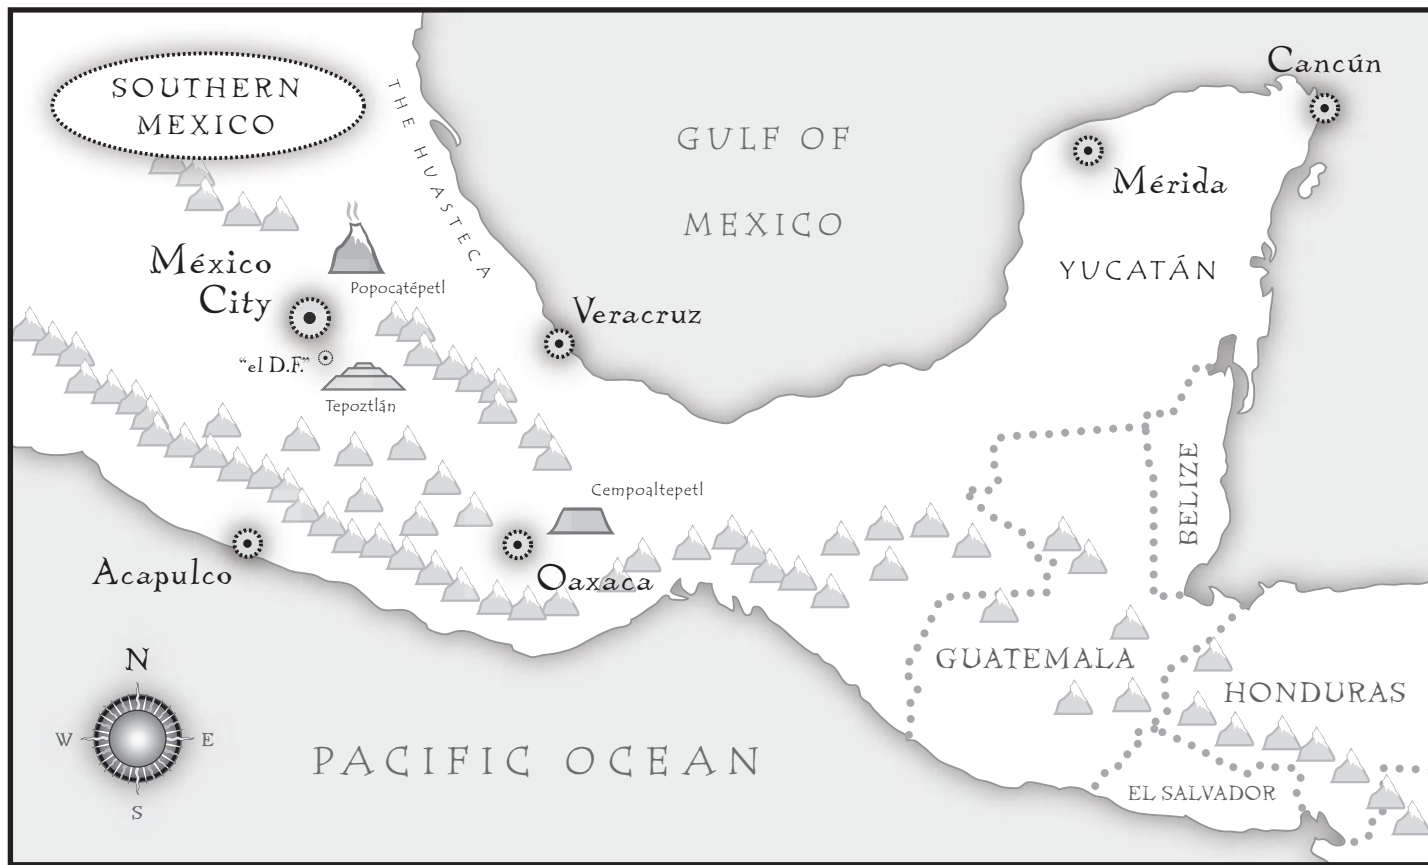 SOUTHERN
MEXICO
THE HUASTECA
GULF OF
MEXICO
Cancún
Mérida
YUCATÁN
México
City
Popocatépetl
Veracruz
“el D.F.”
Tepoztlán
Cempoaltepetl
BELIZE
Acapulco
Oaxaca
GUATEMALA
HONDURAS
EL SALVADOR
N
W
E
S
PACIFIC OCEAN